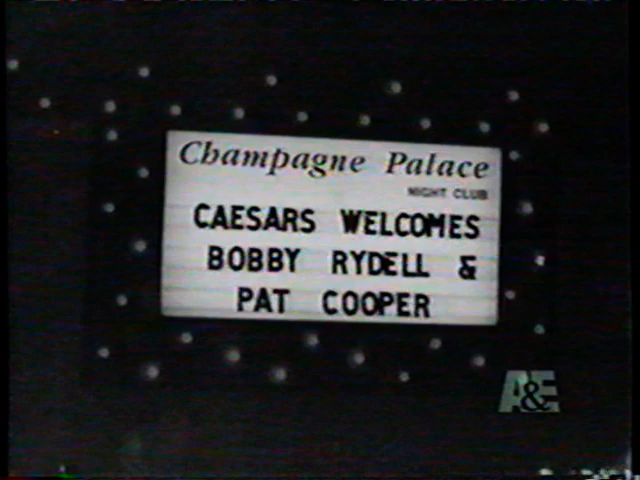 Champagne Palace
NIGHT CLUB
CAESARS WELCOMES
BOBBY RYDELL &
PAT COOPER
A&E